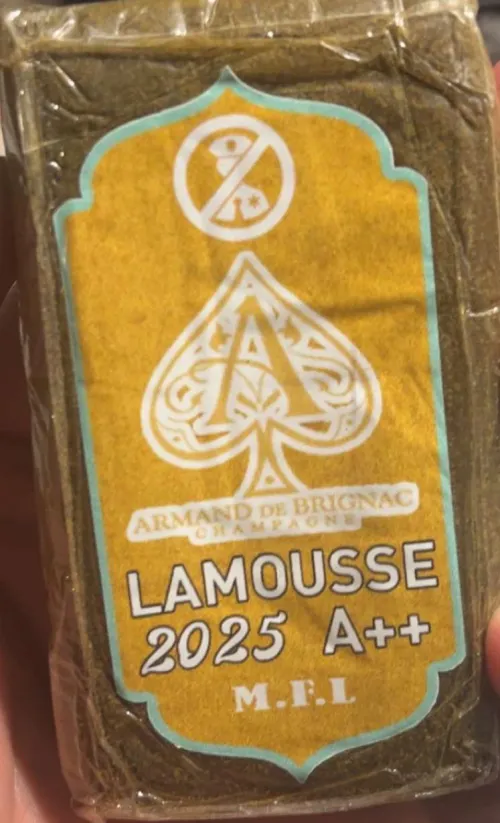 A
ARMAND DE BRIGNAC
CHAMPAGNE
LAMOUSSE
2025 A++
M.F.L